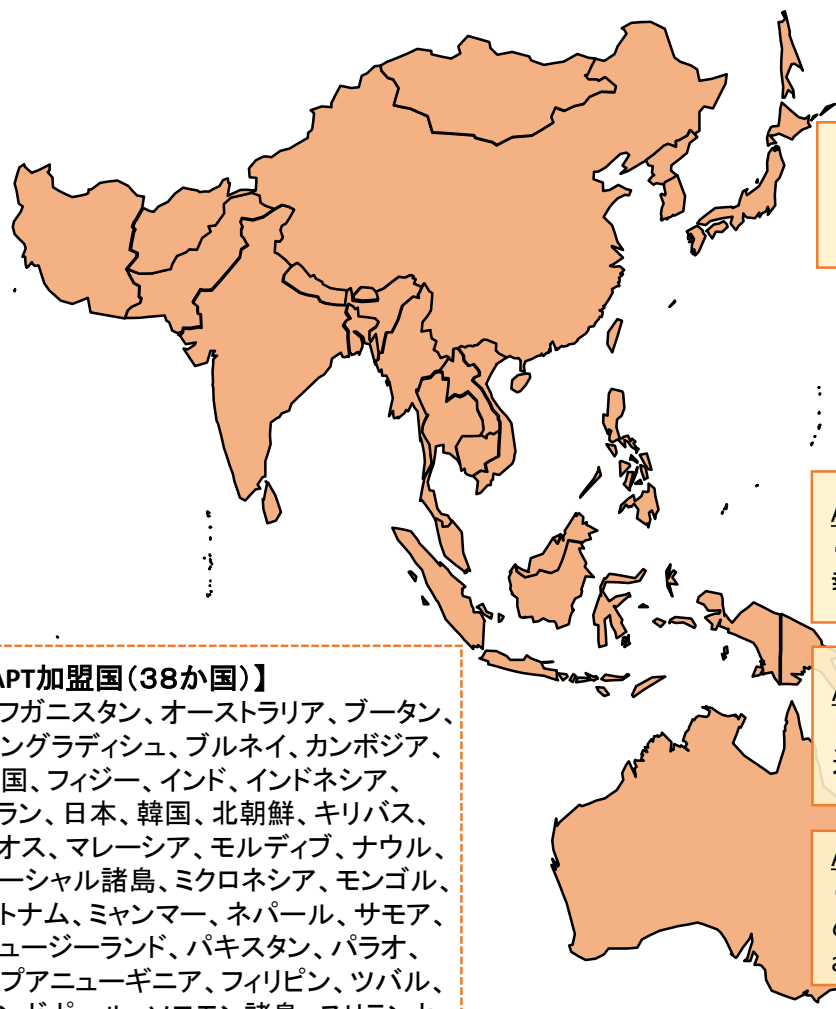 APT加盟国(38か国)】
フガニスタン、オーストラリア、ブータン、
ングラディシュ、ブルネイ、カンボジア、
国、フィジー、インド、インドネシア、
ラン、日本、韓国、北朝鮮、キリバス、
オス、マレーシア、モルディブ、ナウル、
ーシャル諸島、ミクロネシア、モンゴル、
トナム、ミャンマー、ネパール、サモア、
ュージーランド、パキスタン、パラオ、
プアニューギニア、フィリピン、ツバル、